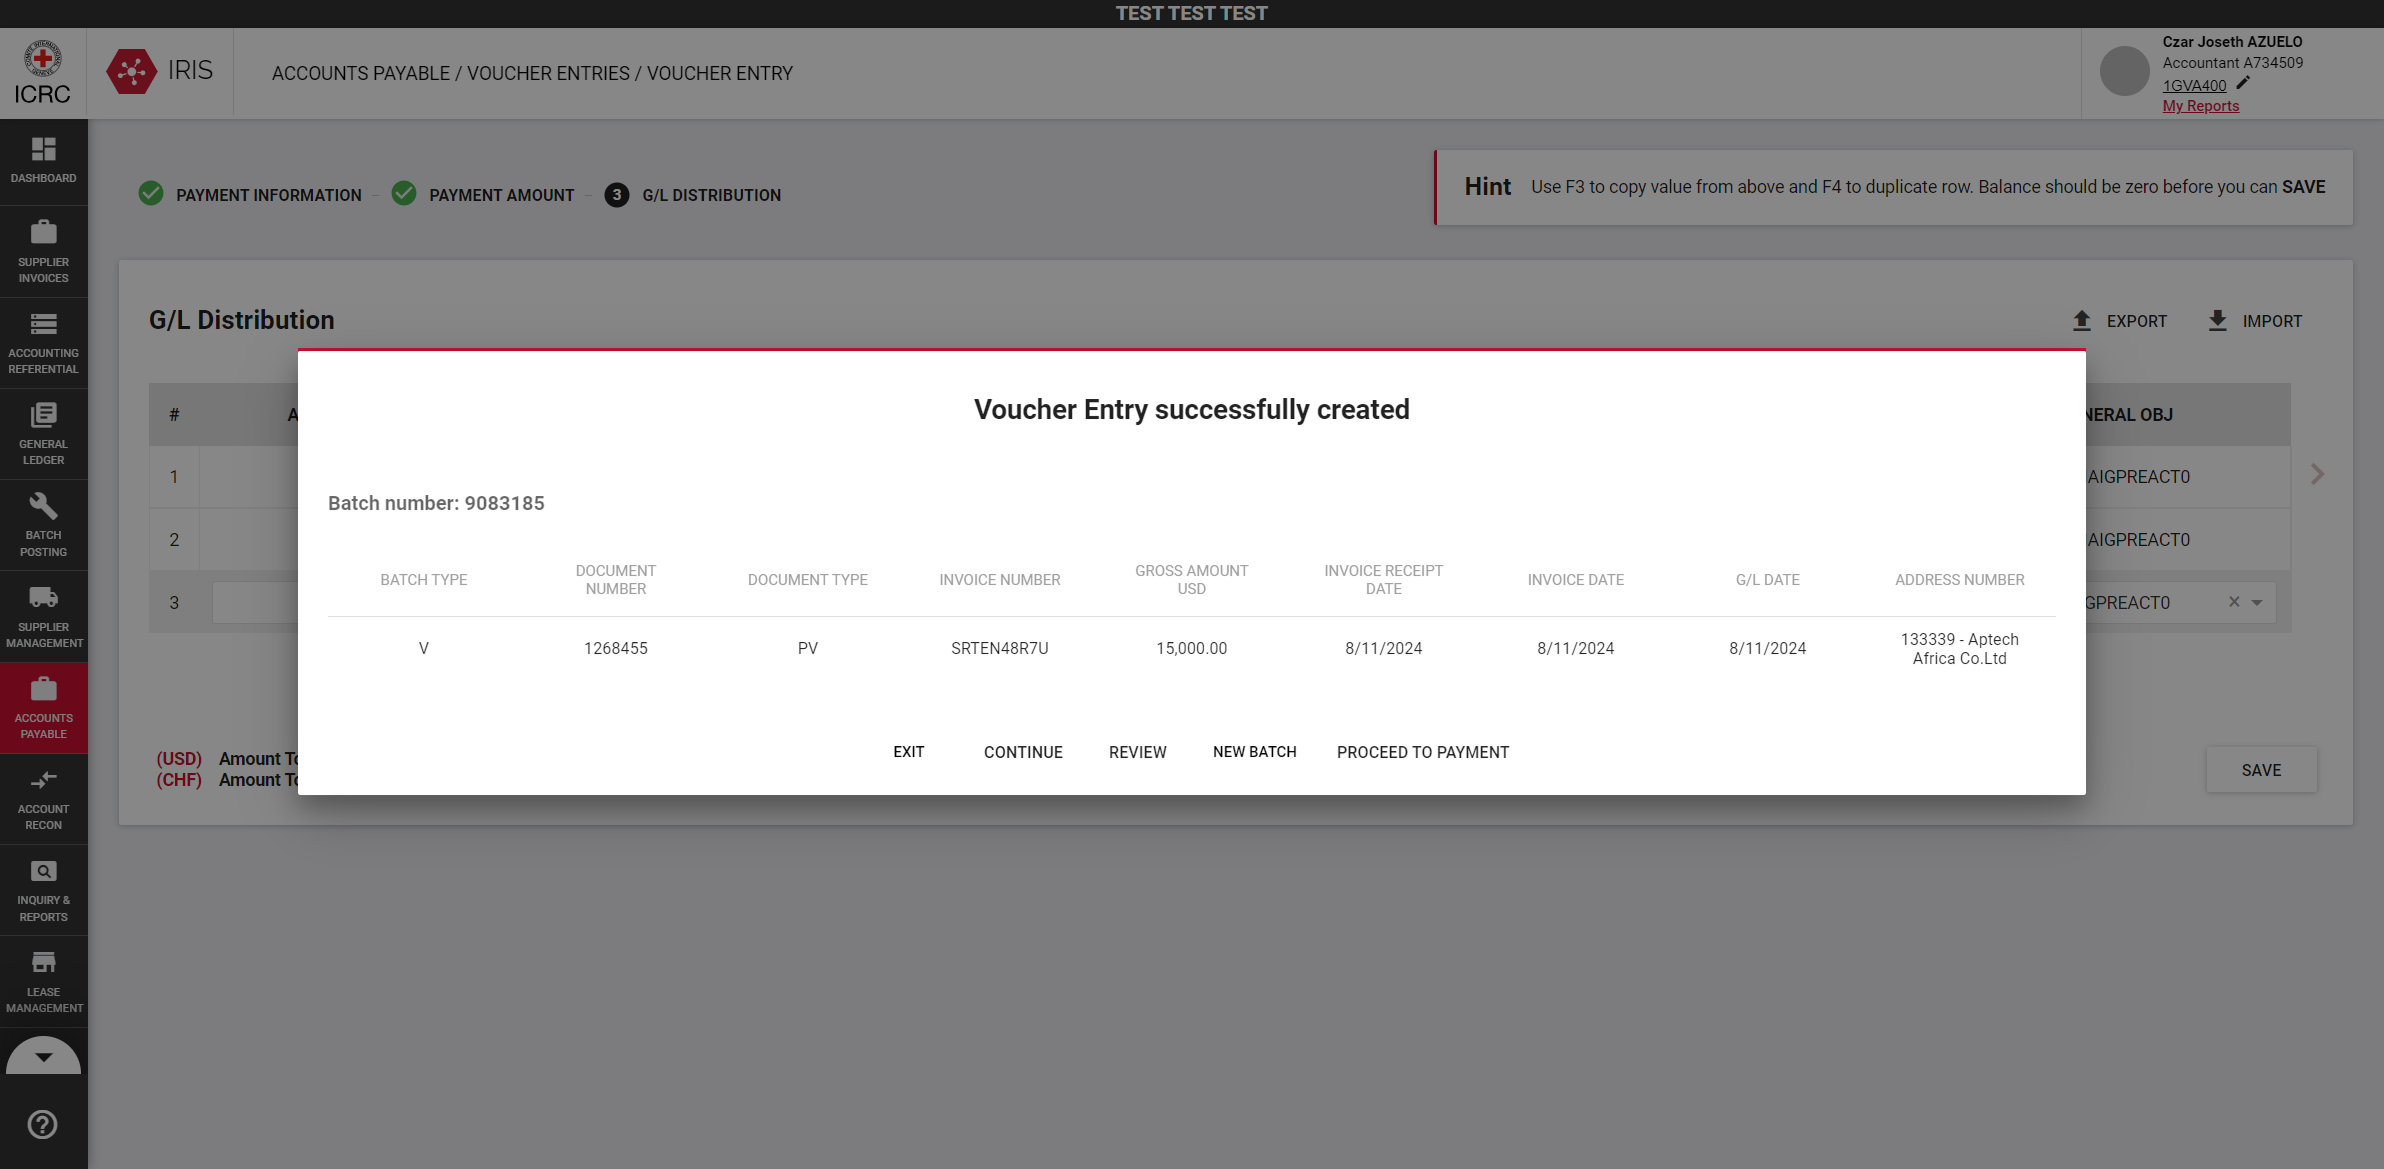 TEST TEST TEST
ICRC
IRIS
ACCOUNTS PAYABLE / VOUCHER ENTRIES / VOUCHER ENTRY
Czar Joseth AZUELO
Accountant A734509
1GVA400
My Reports
DASHBOARD
SUPPLIER
INVOICES
ACCOUNTING
REFERENTIAL
GENERAL
LEDGER
BATCH
POSTING
SUPPLIER
MANAGEMENT
ACCOUNTS
PAYABLE
ACCOUNT
RECON
INQUIRY &
REPORTS
LEASE
MANAGEMENT
PAYMENT INFORMATION
PAYMENT AMOUNT
3 G/L DISTRIBUTION
Hint Use F3 to copy value from above and F4 to duplicate row. Balance should be zero before you can SAVE
G/L Distribution
EXPORT
IMPORT
# A NERAL OBJ
1 AIGPREACT0
2 AIGPREACT0
3 GPREACT0
Voucher Entry successfully created
Batch number: 9083185
BATCH TYPE DOCUMENT NUMBER DOCUMENT TYPE INVOICE NUMBER GROSS AMOUNT USD INVOICE RECEIPT DATE INVOICE DATE G/L DATE ADDRESS NUMBER
V 1268455 PV SRTEN48R7U 15,000.00 8/11/2024 8/11/2024 8/11/2024 133339 - Aptech Africa Co.Ltd
EXIT CONTINUE REVIEW NEW BATCH PROCEED TO PAYMENT
(USD) Amount To
(CHF) Amount To
SAVE